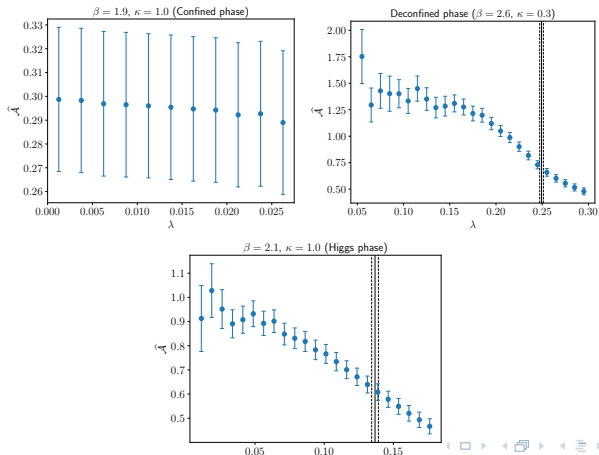 β = 1.9, κ = 1.0 (Confined phase)
0.33
0.32
0.31
0.30
0.29
0.28
0.27
0.26
𝒜̂
0.000 0.005 0.010 0.015 0.020 0.025
λ
Deconfined phase (β = 2.6, κ = 0.3)
2.00
1.75
1.50
1.25
1.00
0.75
0.50
𝒜̂
0.05 0.10 0.15 0.20 0.25 0.30
λ
β = 2.1, κ = 1.0 (Higgs phase)
1.1
1.0
0.9
0.8
0.7
0.6
0.5
𝒜̂
0.05 0.10 0.15